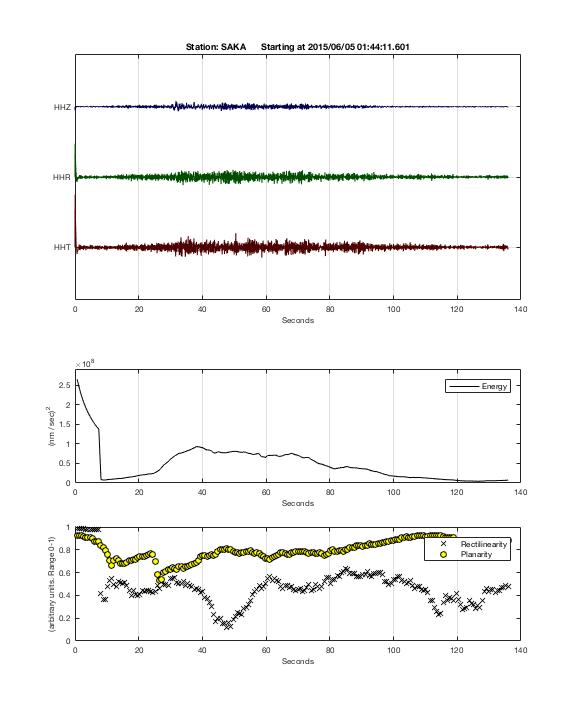 Station: SAKA Starting at 2015/06/05 01:44:11.601
HHZ
HHR
HHT
0 20 40 60 80 100 120 140
Seconds
×10^8
2.5
2
1.5
1
0.5
0
(nm / sec)^2
Energy
0 20 40 60 80 100 120 140
Seconds
1
0.8
0.6
0.4
0.2
0
(arbitrary units. Range 0-1)
Rectilinearity
Planarity
0 20 40 60 80 100 120 140
Seconds